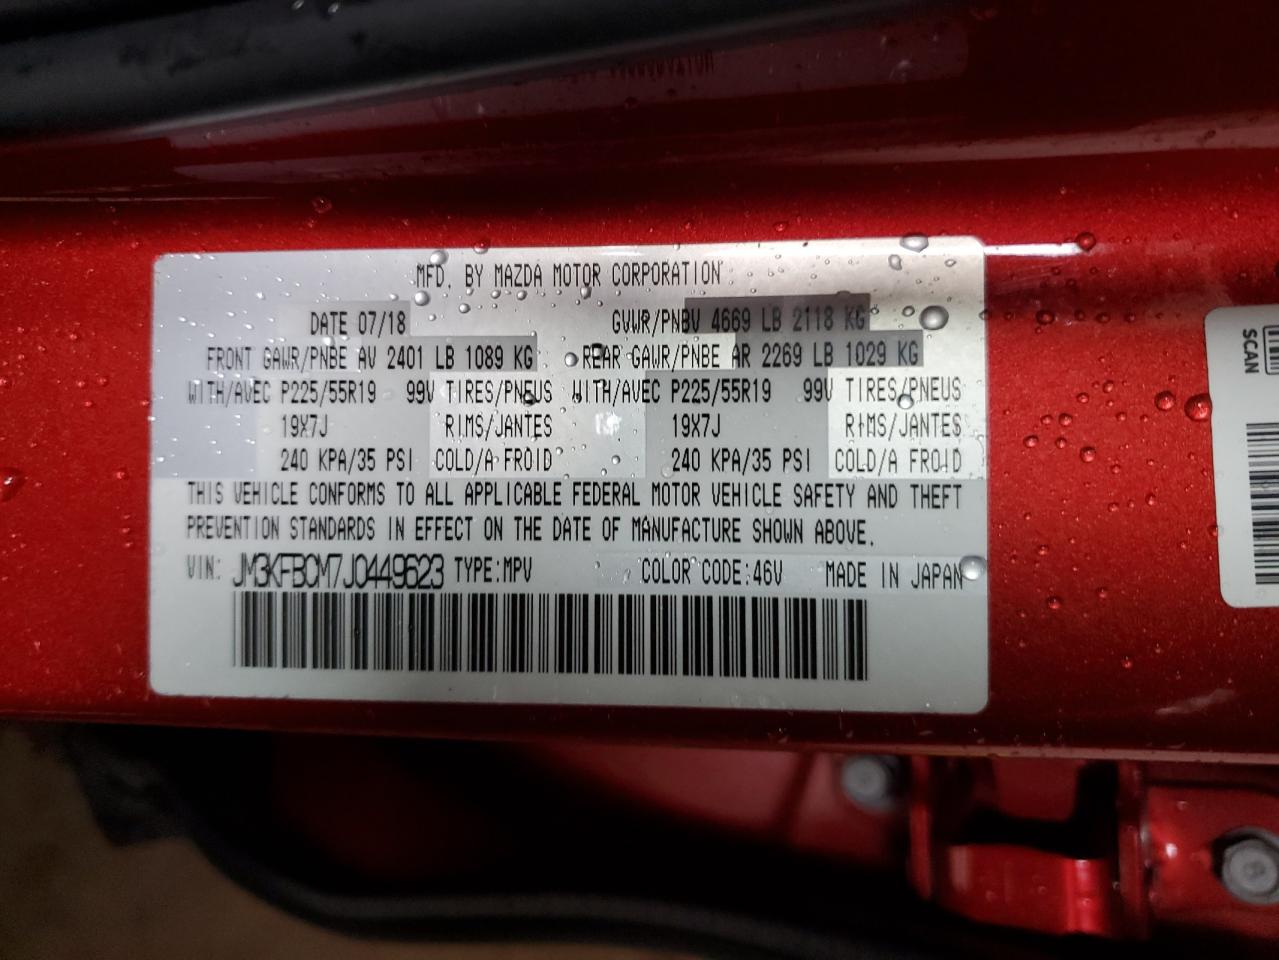 MFD. BY MAZDA MOTOR CORPORATION
DATE 07/18 GVWR/PNBV 4669 LB 2118 KG
FRONT GAWR/PNBE AV 2401 LB 1089 KG REAR GAWR/PNBE AR 2269 LB 1029 KG
WITH/AVEC P225/55R19 99V TIRES/PNEUS WITH/AVEC P225/55R19 99V TIRES/PNEUS
19X7J RIMS/JANTES 19X7J RIMS/JANTES
240 KPA/35 PSI COLD/A FROID 240 KPA/35 PSI COLD/A FROID
THIS VEHICLE CONFORMS TO ALL APPLICABLE FEDERAL MOTOR VEHICLE SAFETY AND THEFT
PREVENTION STANDARDS IN EFFECT ON THE DATE OF MANUFACTURE SHOWN ABOVE.
VIN: JM3KFBCM7J0449623 TYPE:MPV COLOR CODE:46V MADE IN JAPAN
SCAN